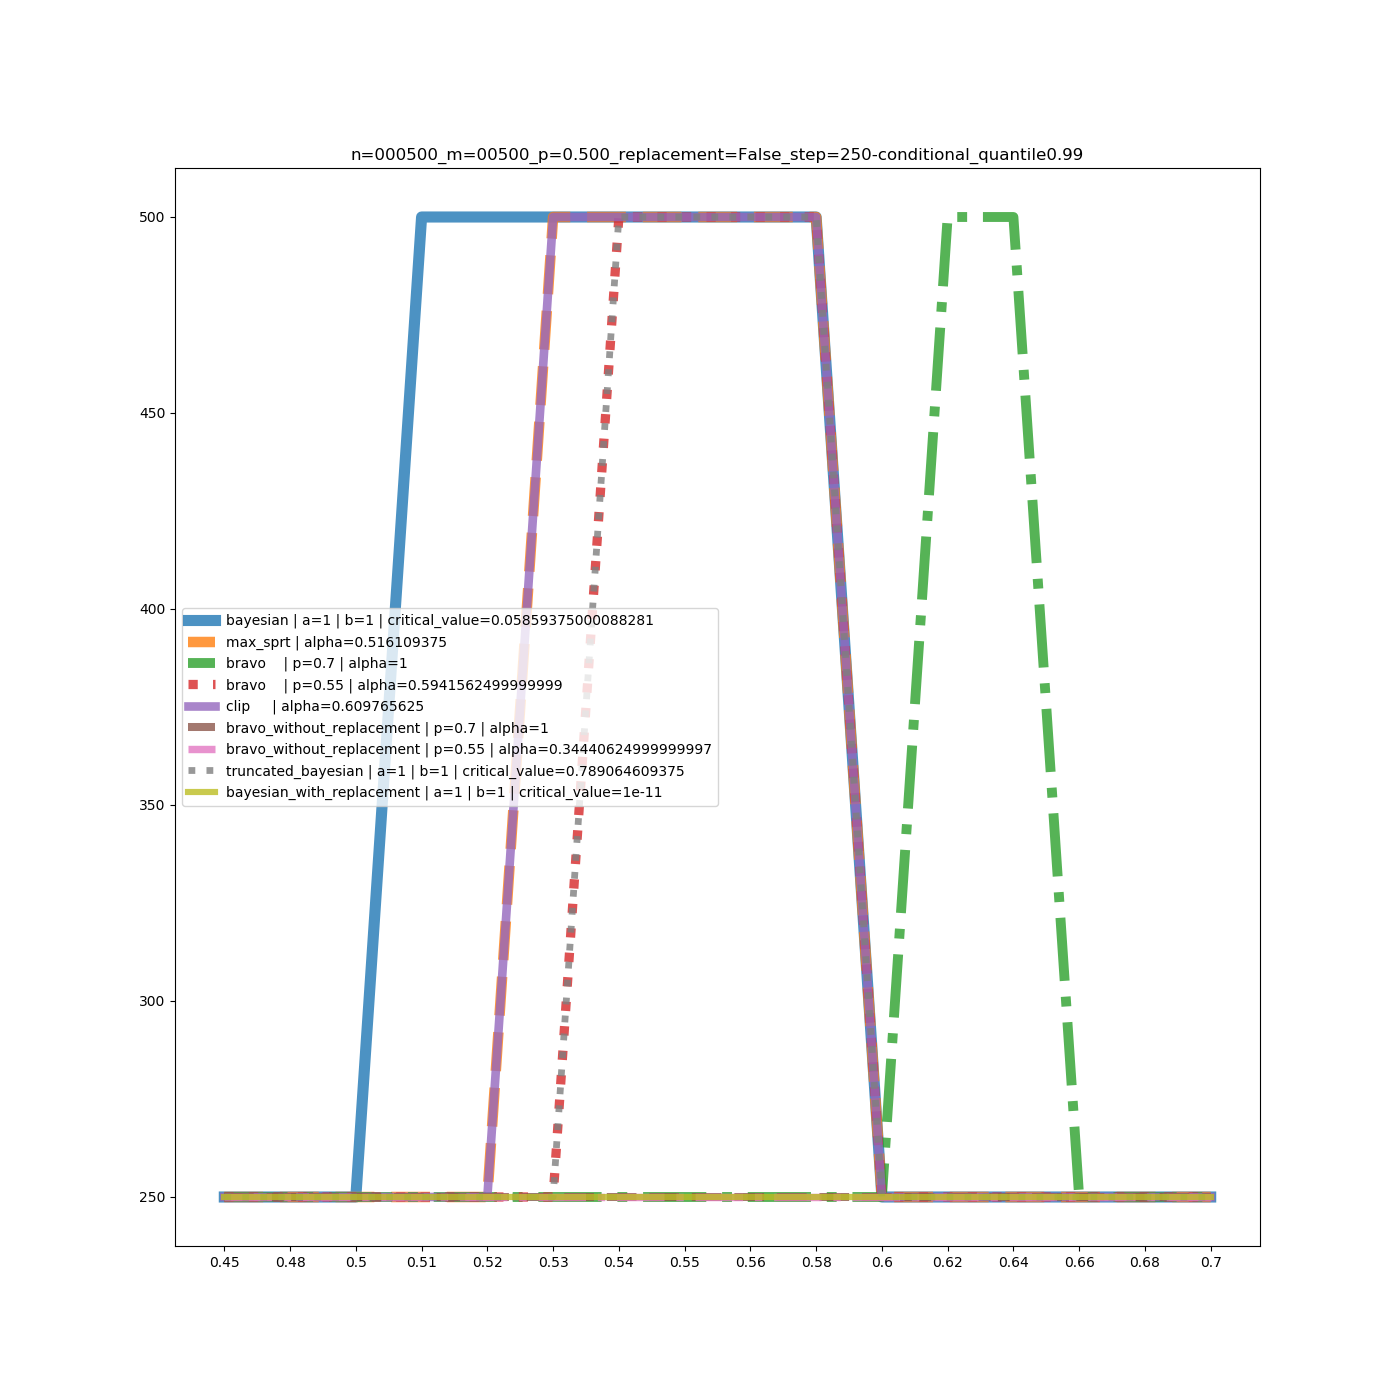 n=000500_m=00500_p=0.500_replacement=False_step=250-conditional_quantile0.99
500
450
400
350
300
250
bayesian | a=1 | b=1 | critical_value=0.05859375000088281
max_sprt | alpha=0.516109375
bravo    | p=0.7 | alpha=1
bravo    | p=0.55 | alpha=0.5941562499999999
clip     | alpha=0.609765625
bravo_without_replacement | p=0.7 | alpha=1
bravo_without_replacement | p=0.55 | alpha=0.34440624999999997
truncated_bayesian | a=1 | b=1 | critical_value=0.789064609375
bayesian_with_replacement | a=1 | b=1 | critical_value=1e-11
0.45 0.48 0.5 0.51 0.52 0.53 0.54 0.55 0.56 0.58 0.6 0.62 0.64 0.66 0.68 0.7